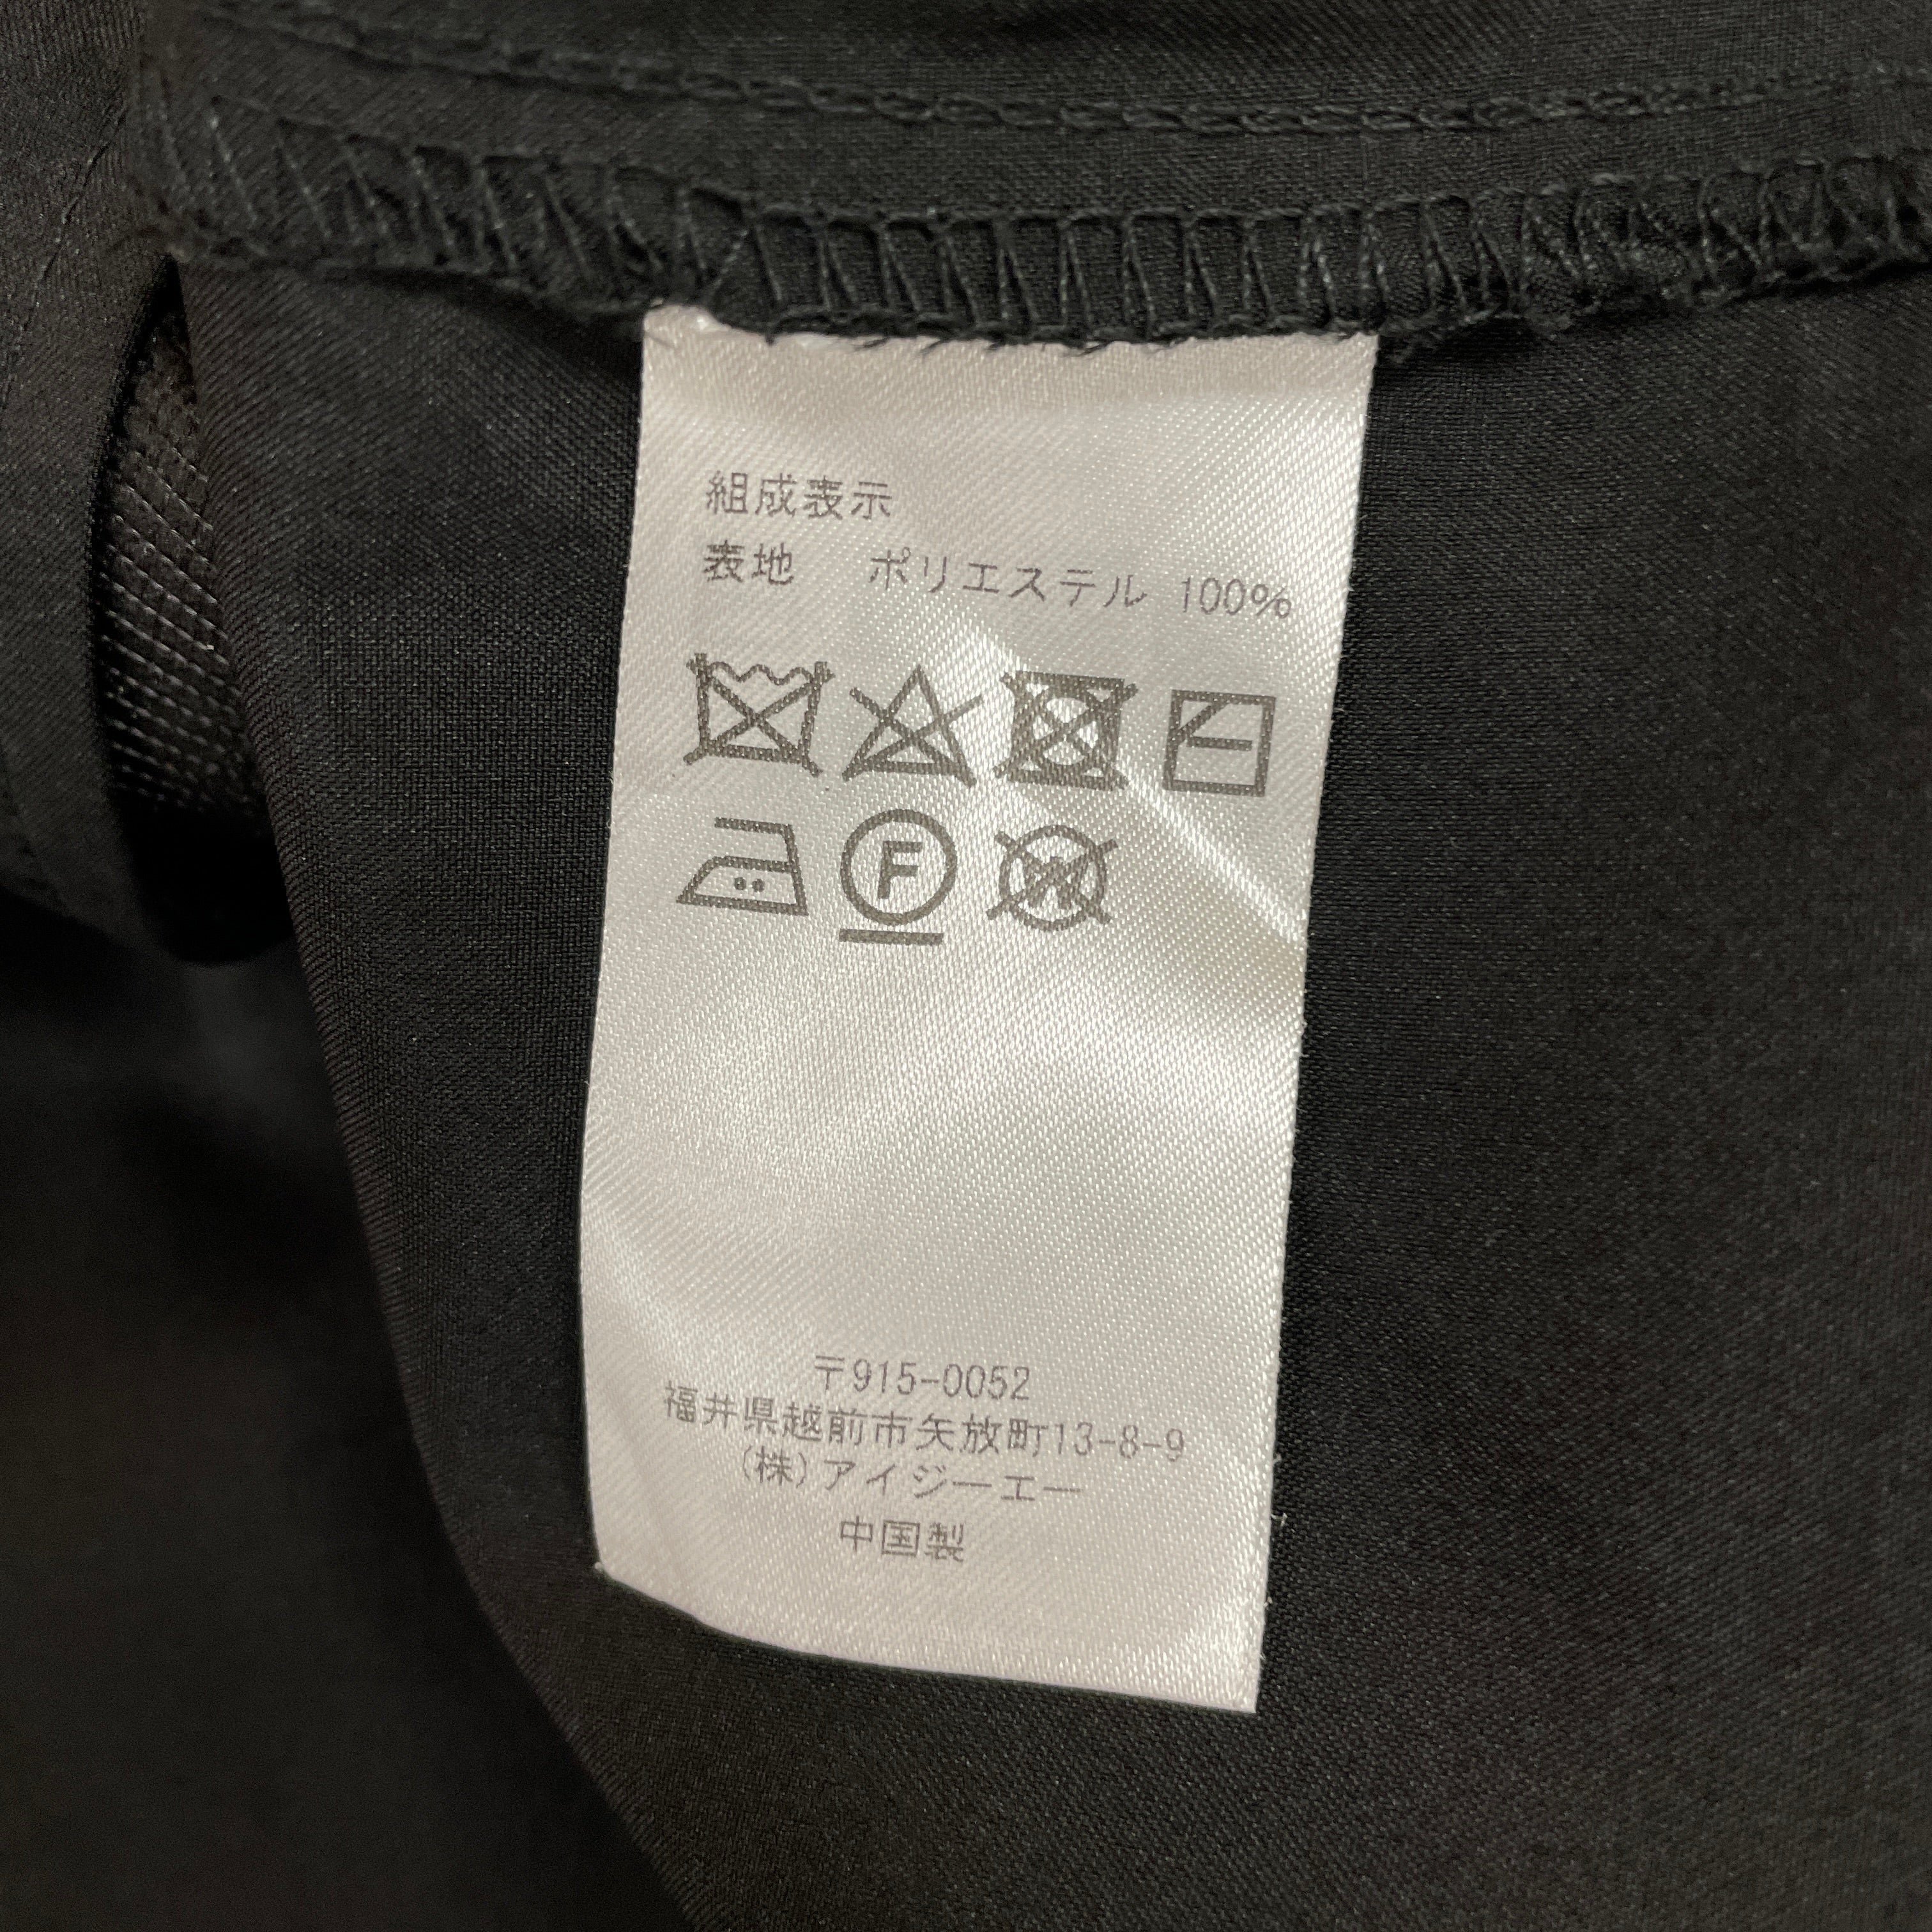 組成表示
表地 ポリエステル 100%
F
W
〒915-0052
福井県越前市矢放町13-8-9
(株)アイジーエー
中国製